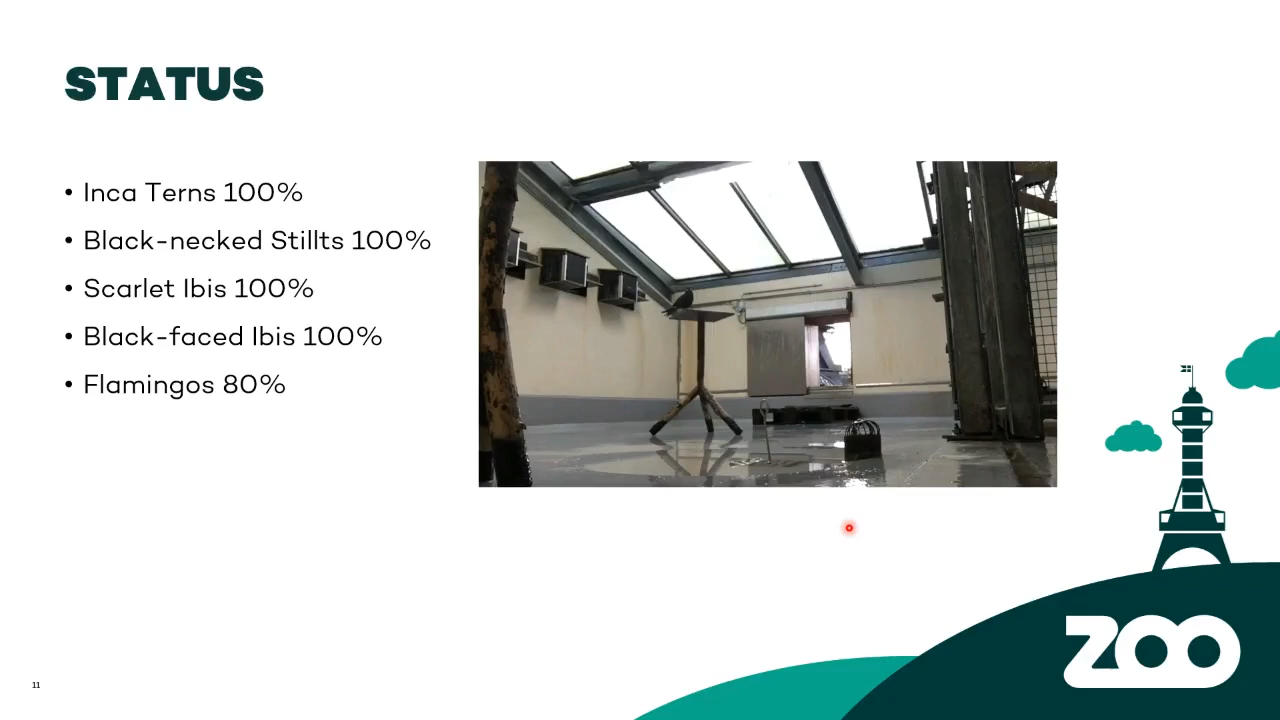 STATUS
• Inca Terns 100%
• Black-necked Stillts 100%
• Scarlet Ibis 100%
• Black-faced Ibis 100%
• Flamingos 80%
ZOO
11